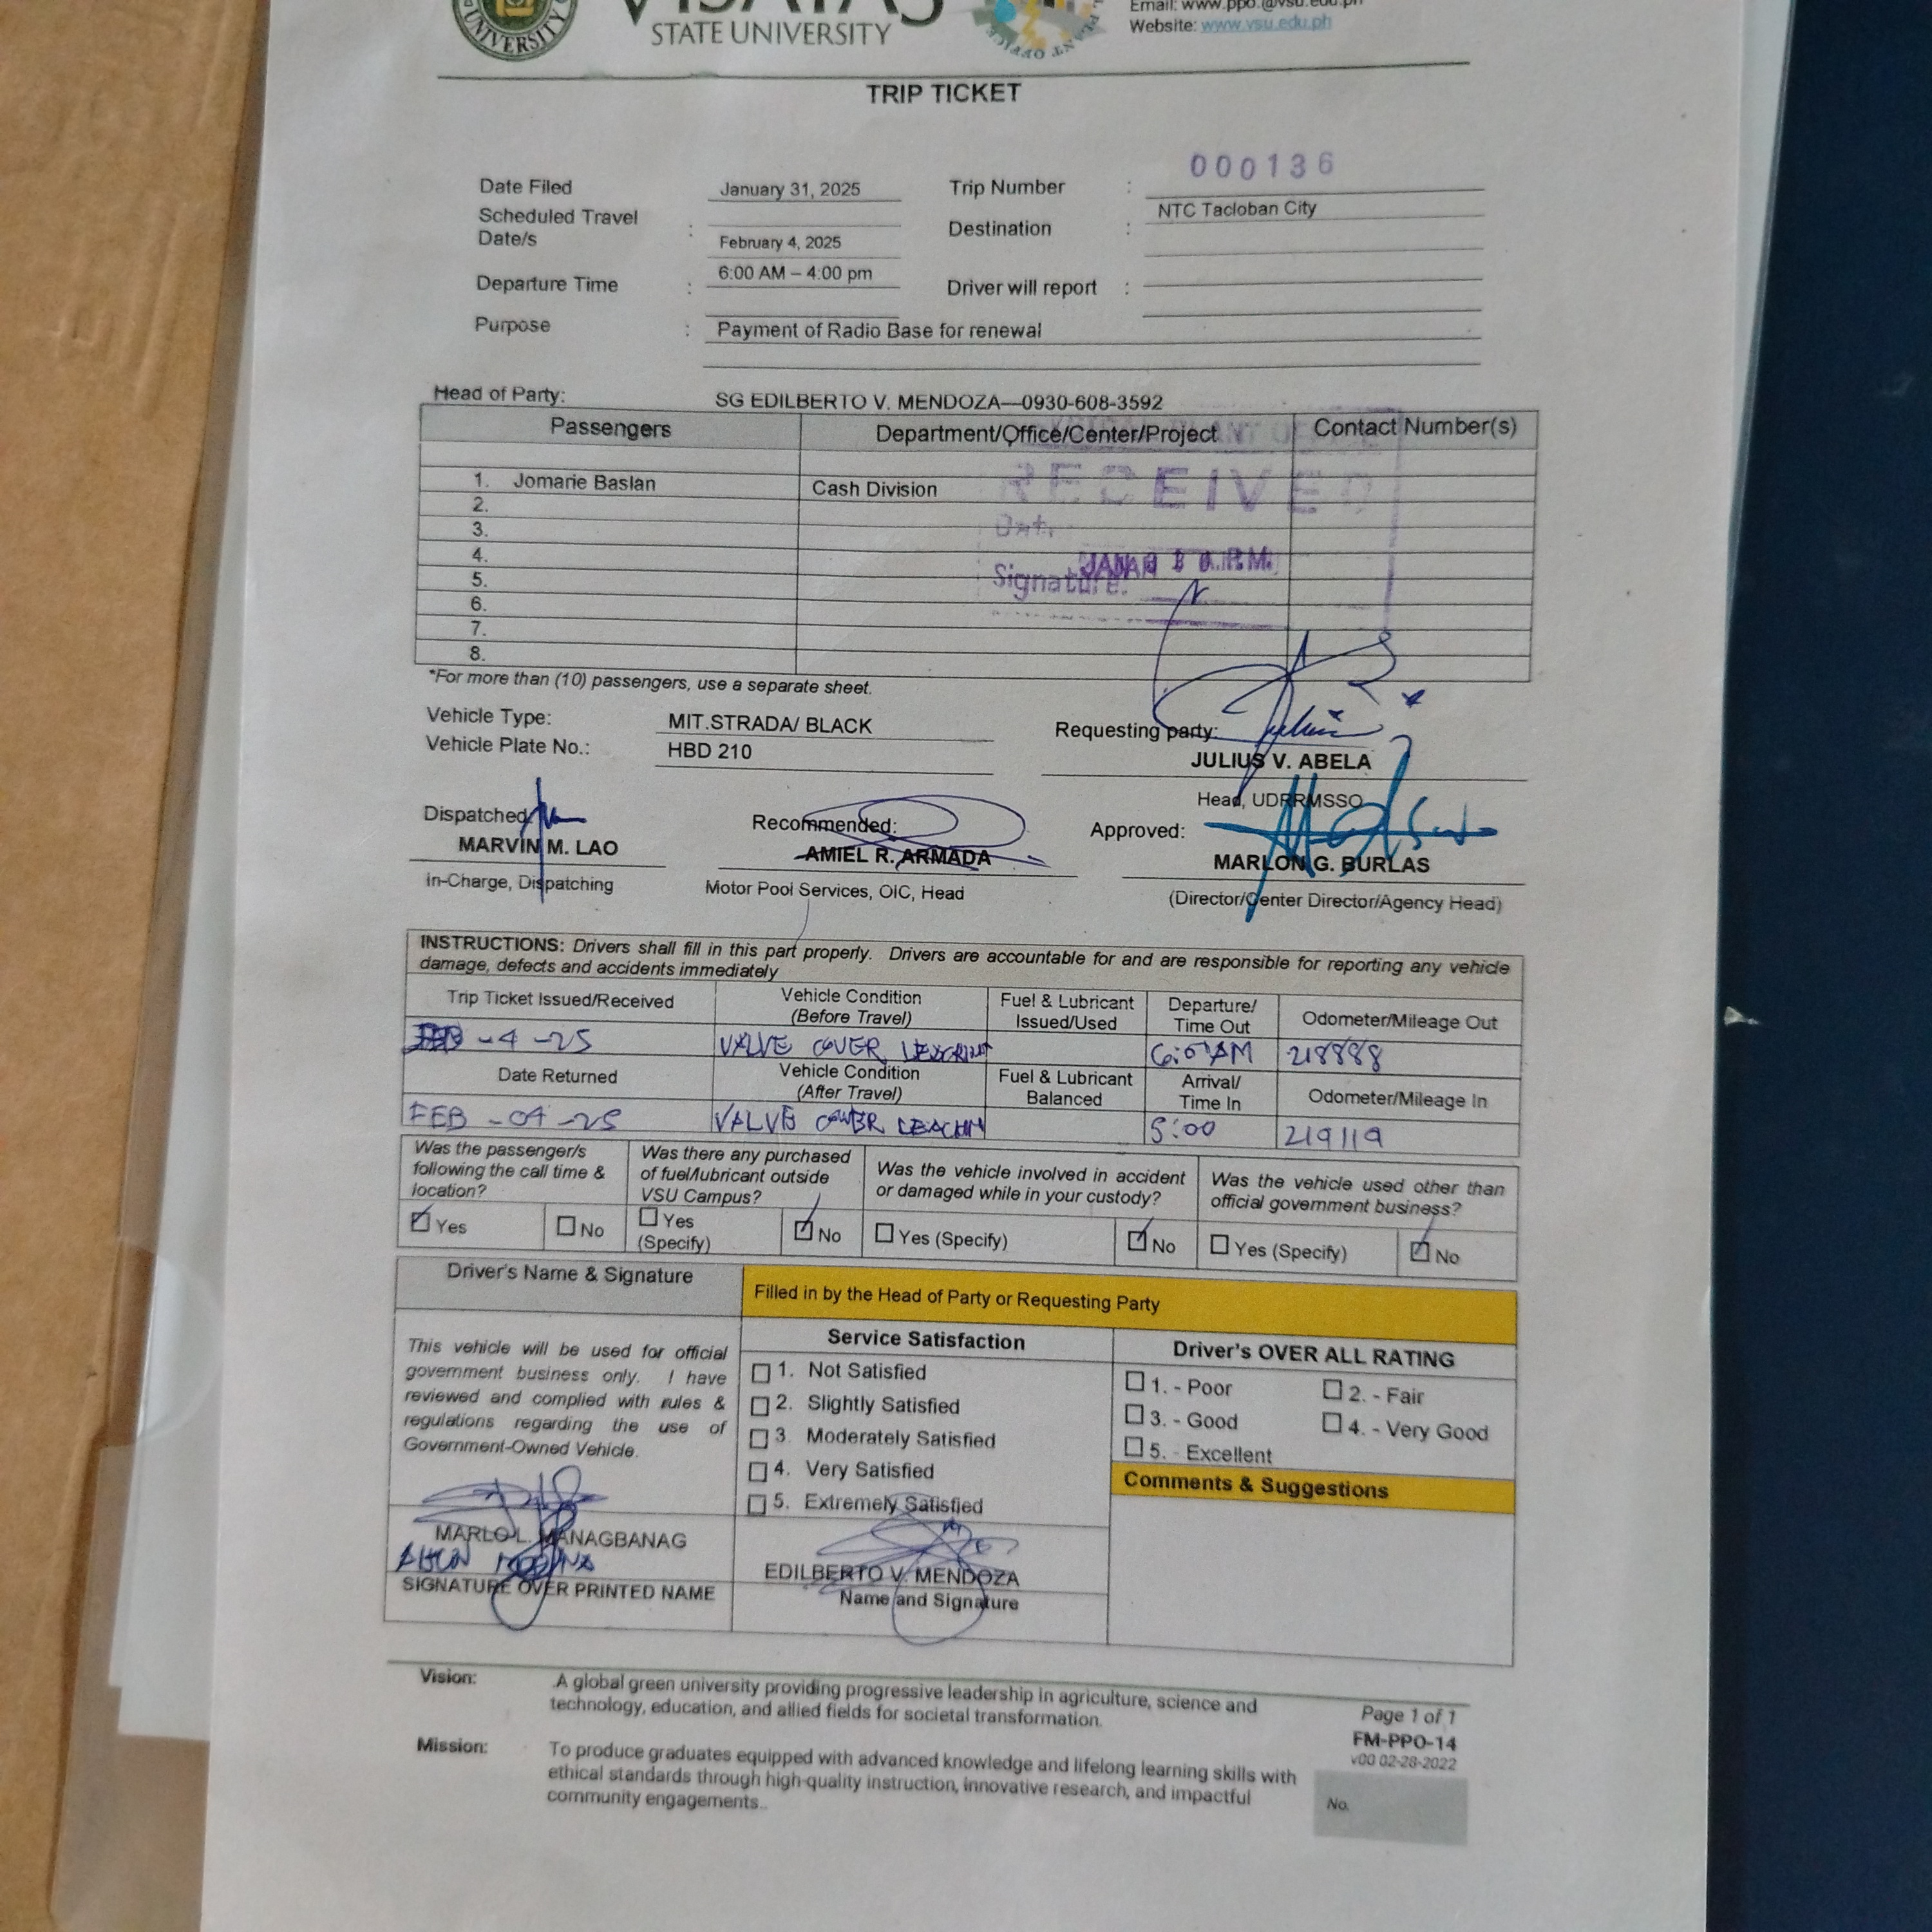 UNIVERSITY
VISAYAS
STATE UNIVERSITY
Email: www.ppo.@vsu.edu.ph
Website: www.vsu.edu.ph
TRIP TICKET
000136
Date Filed January 31, 2025 Trip Number :
Scheduled Travel Date/s : February 4, 2025 Destination : NTC Tacloban City
Departure Time : 6:00 AM – 4:00 pm Driver will report :
Purpose : Payment of Radio Base for renewal
Head of Party: SG EDILBERTO V. MENDOZA—0930-608-3592
Passengers Department/Office/Center/Project Contact Number(s)
1. Jomarie Baslan Cash Division
2.
3.
4.
5.
6.
7.
8.
RECEIVED
Date
Signature:
*For more than (10) passengers, use a separate sheet.
Vehicle Type: MIT.STRADA/ BLACK Requesting party:
Vehicle Plate No.: HBD 210 JULIUS V. ABELA
Head, UDRRMSSO
Dispatched: Recommended: Approved:
MARVIN M. LAO AMIEL R. ARMADA MARLON G. BURLAS
In-Charge, Dispatching Motor Pool Services, OIC, Head (Director/Center Director/Agency Head)
INSTRUCTIONS: Drivers shall fill in this part properly. Drivers are accountable for and are responsible for reporting any vehicle
damage, defects and accidents immediately
Trip Ticket Issued/Received Vehicle Condition (Before Travel) Fuel & Lubricant Issued/Used Departure/ Time Out Odometer/Mileage Out
FEB -4 -25 VALVE COVER 218888
Date Returned Vehicle Condition (After Travel) Fuel & Lubricant Balanced Arrival/ Time In Odometer/Mileage In
FEB -04 -25 VALVE COVER 5:00 219119
Was the passenger/s following the call time & location? Was there any purchased of fuel/lubricant outside VSU Campus? Was the vehicle involved in accident or damaged while in your custody? Was the vehicle used other than official government business?
Yes No Yes (Specify) No Yes (Specify) No Yes (Specify) No
Driver's Name & Signature Filled in by the Head of Party or Requesting Party
This vehicle will be used for official
government business only. I have
reviewed and complied with rules &
regulations regarding the use of
Government-Owned Vehicle.
Service Satisfaction
1. Not Satisfied
2. Slightly Satisfied
3. Moderately Satisfied
4. Very Satisfied
5. Extremely Satisfied
Driver's OVER ALL RATING
1. - Poor 2. - Fair
3. - Good 4. - Very Good
5. - Excellent
Comments & Suggestions
MARLO L. MANAGBANAG
SIGNATURE OVER PRINTED NAME
EDILBERTO V. MENDOZA
Name and Signature
Vision: A global green university providing progressive leadership in agriculture, science and
technology, education, and allied fields for societal transformation.
Mission: To produce graduates equipped with advanced knowledge and lifelong learning skills with
ethical standards through high-quality instruction, innovative research, and impactful
community engagements..
Page 1 of 1
FM-PPO-14
v00 02-28-2022
No.